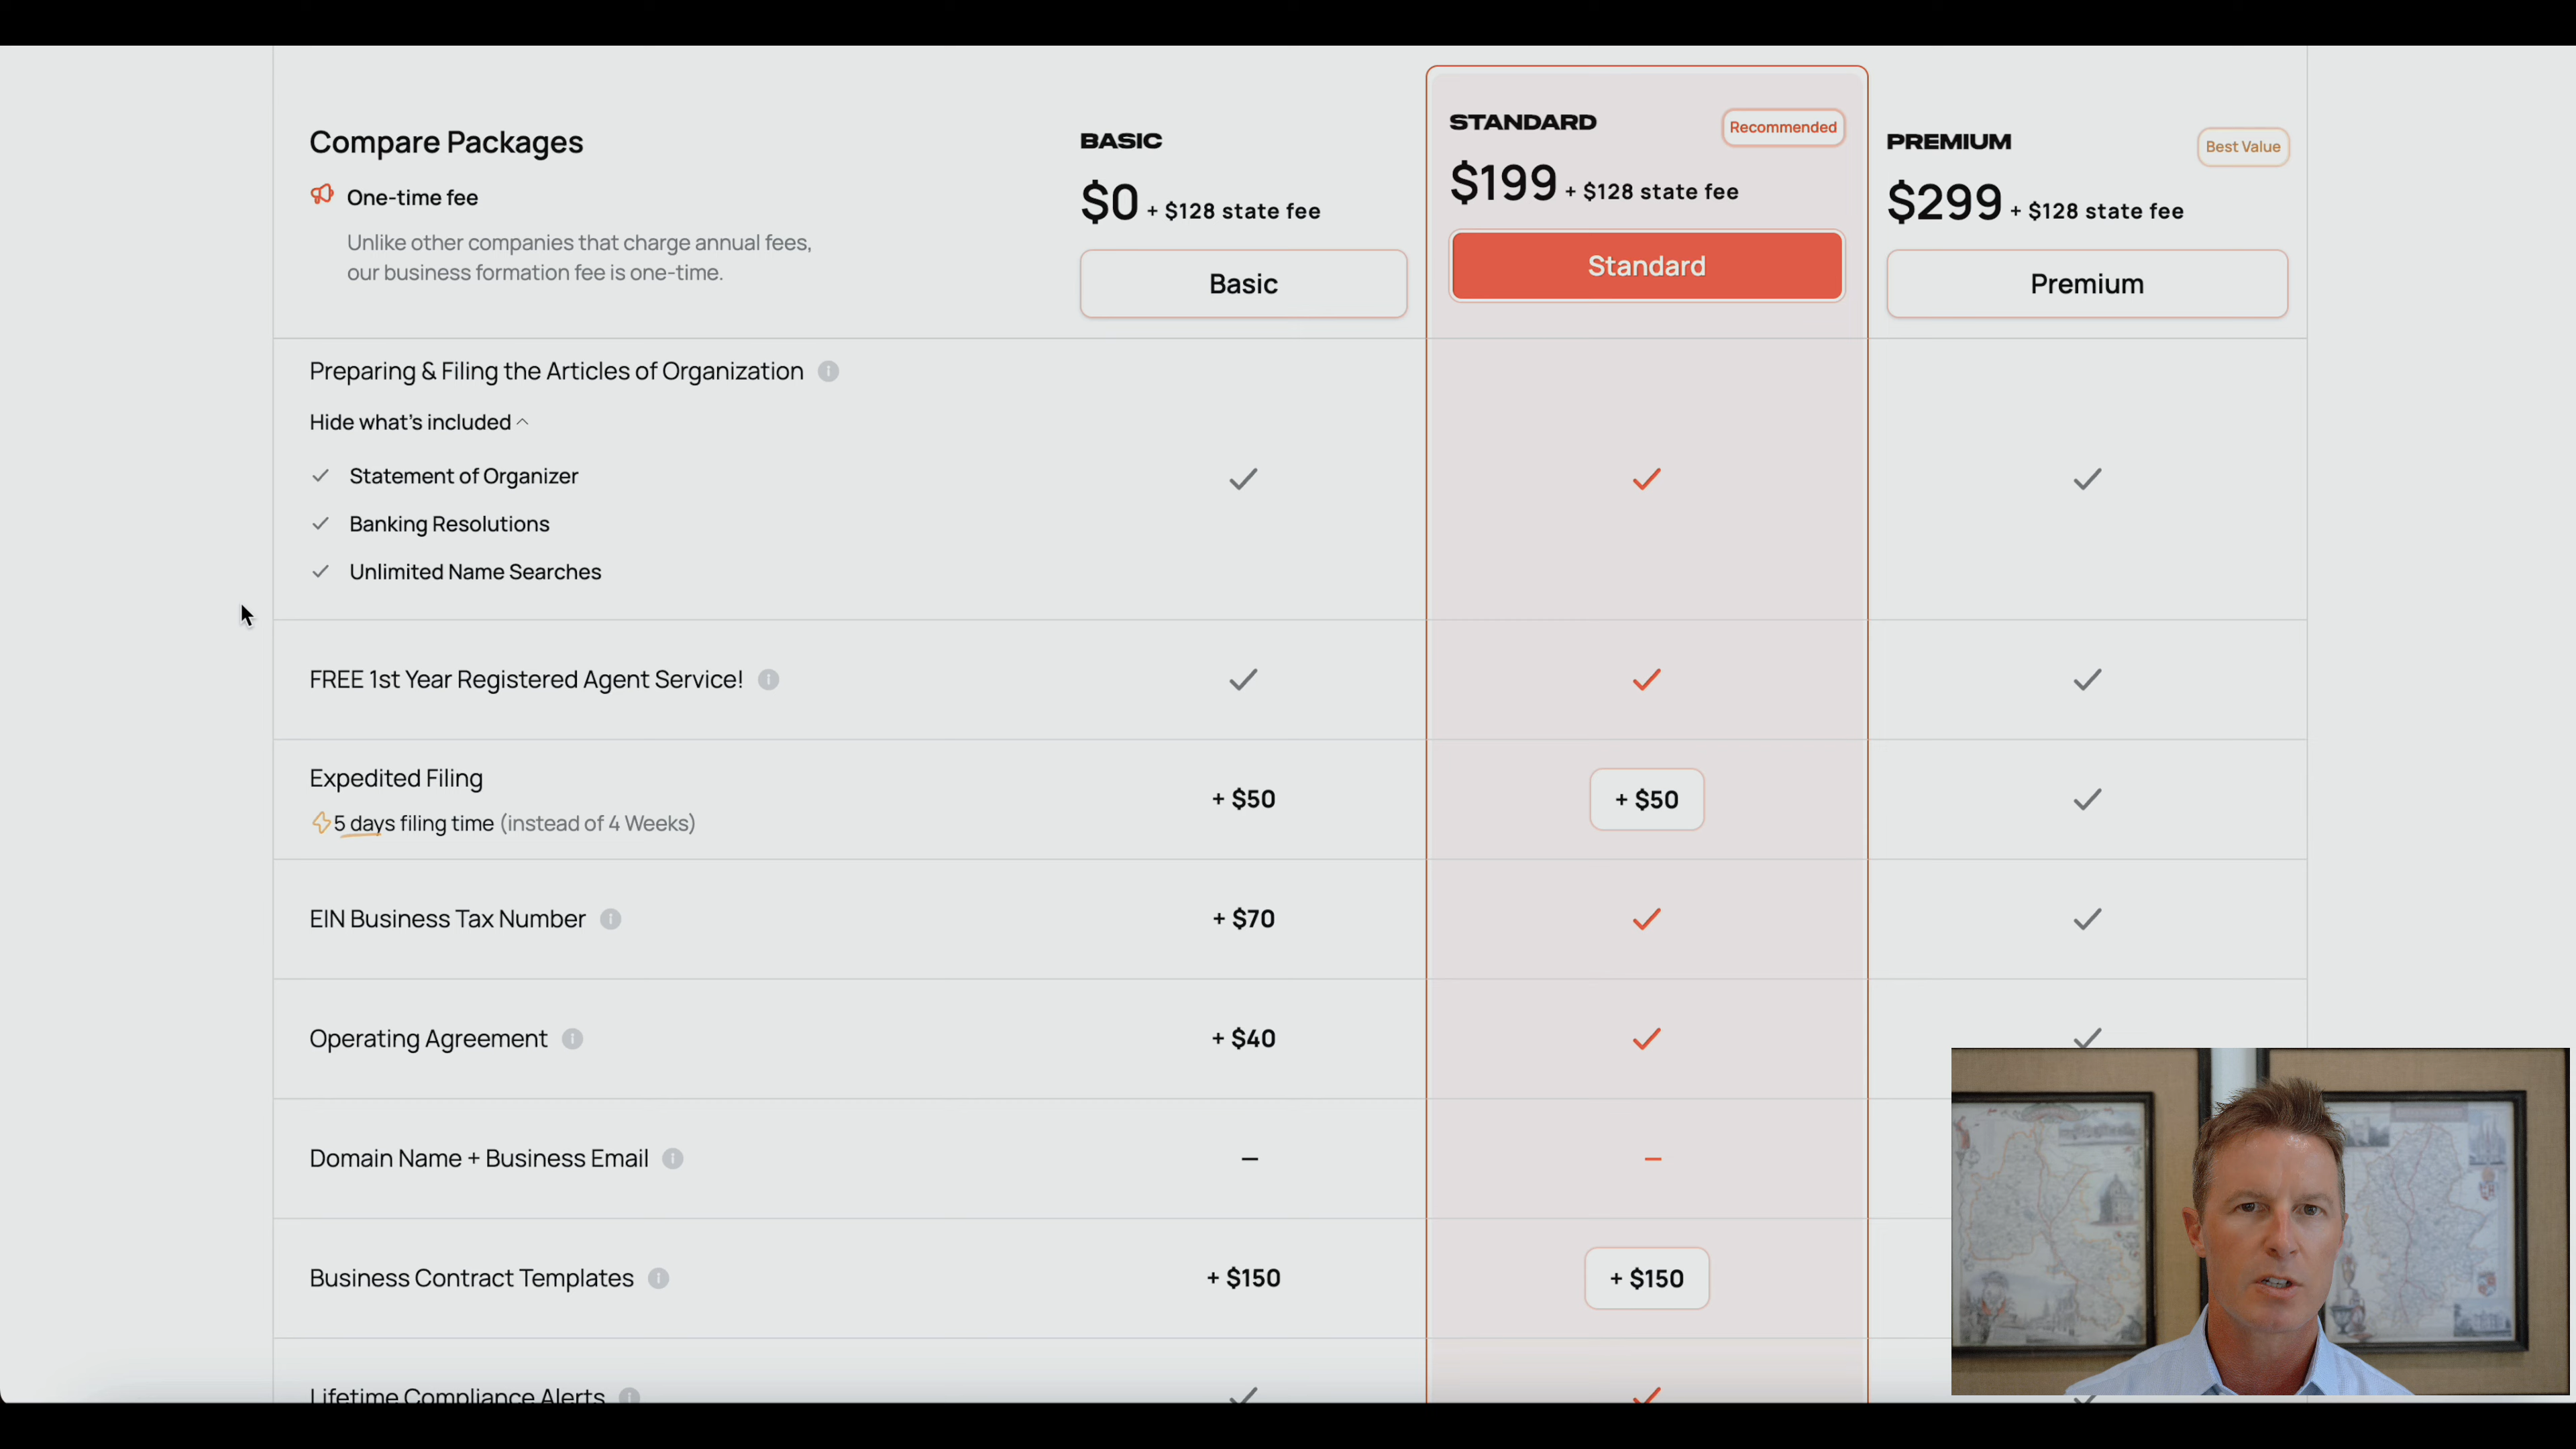 Compare Packages
One-time fee
Unlike other companies that charge annual fees,
our business formation fee is one-time.
BASIC
$0 + $128 state fee
Basic
STANDARD
Recommended
$199 + $128 state fee
Standard
PREMIUM
Best Value
$299 + $128 state fee
Premium
Preparing & Filing the Articles of Organization
Hide what's included
Statement of Organizer
Banking Resolutions
Unlimited Name Searches
FREE 1st Year Registered Agent Service!
Expedited Filing
5 days filing time (instead of 4 Weeks)
+ $50
+ $50
EIN Business Tax Number
+ $70
Operating Agreement
+ $40
Domain Name + Business Email
–
–
Business Contract Templates
+ $150
+ $150
Lifetime Compliance Alerts